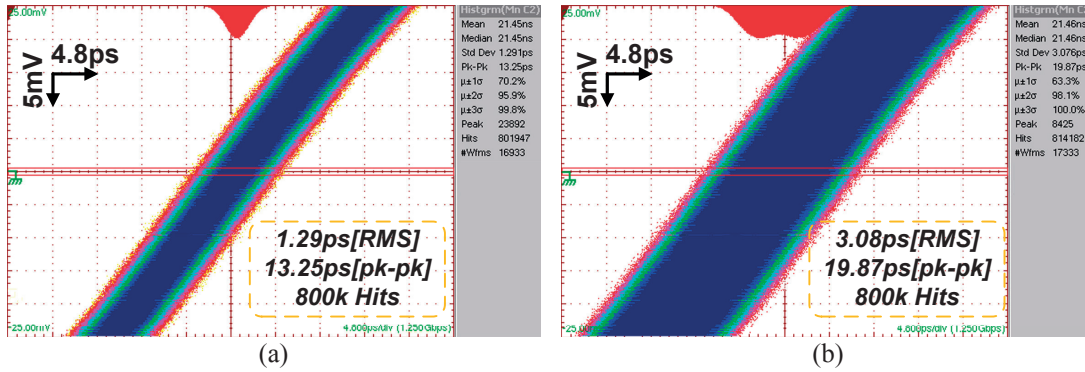 25.00mV
4.8ps
5mV
1.29ps[RMS]
13.25ps[pk-pk]
800k Hits
-25.00mV
4.800ps/div (1.250Gbps)
Histgrm(Mn C2)
Mean 21.45ns
Median 21.45ns
Std Dev 1.291ps
Pk-Pk 13.25ps
µ±1σ 70.2%
µ±2σ 95.9%
µ±3σ 99.8%
Peak 23892
Hits 801947
#Wfms 16933
(a)
25.00mV
4.8ps
5mV
3.08ps[RMS]
19.87ps[pk-pk]
800k Hits
4.800ps/div (1.250Gbps)
Mean 21.46ns
Median 21.46ns
Std Dev 3.076ps
Pk-Pk 19.87ps
µ±1σ 63.3%
µ±2σ 98.1%
µ±3σ 100.0%
Peak 8425
Hits 814182
#Wfms 17333
(b)